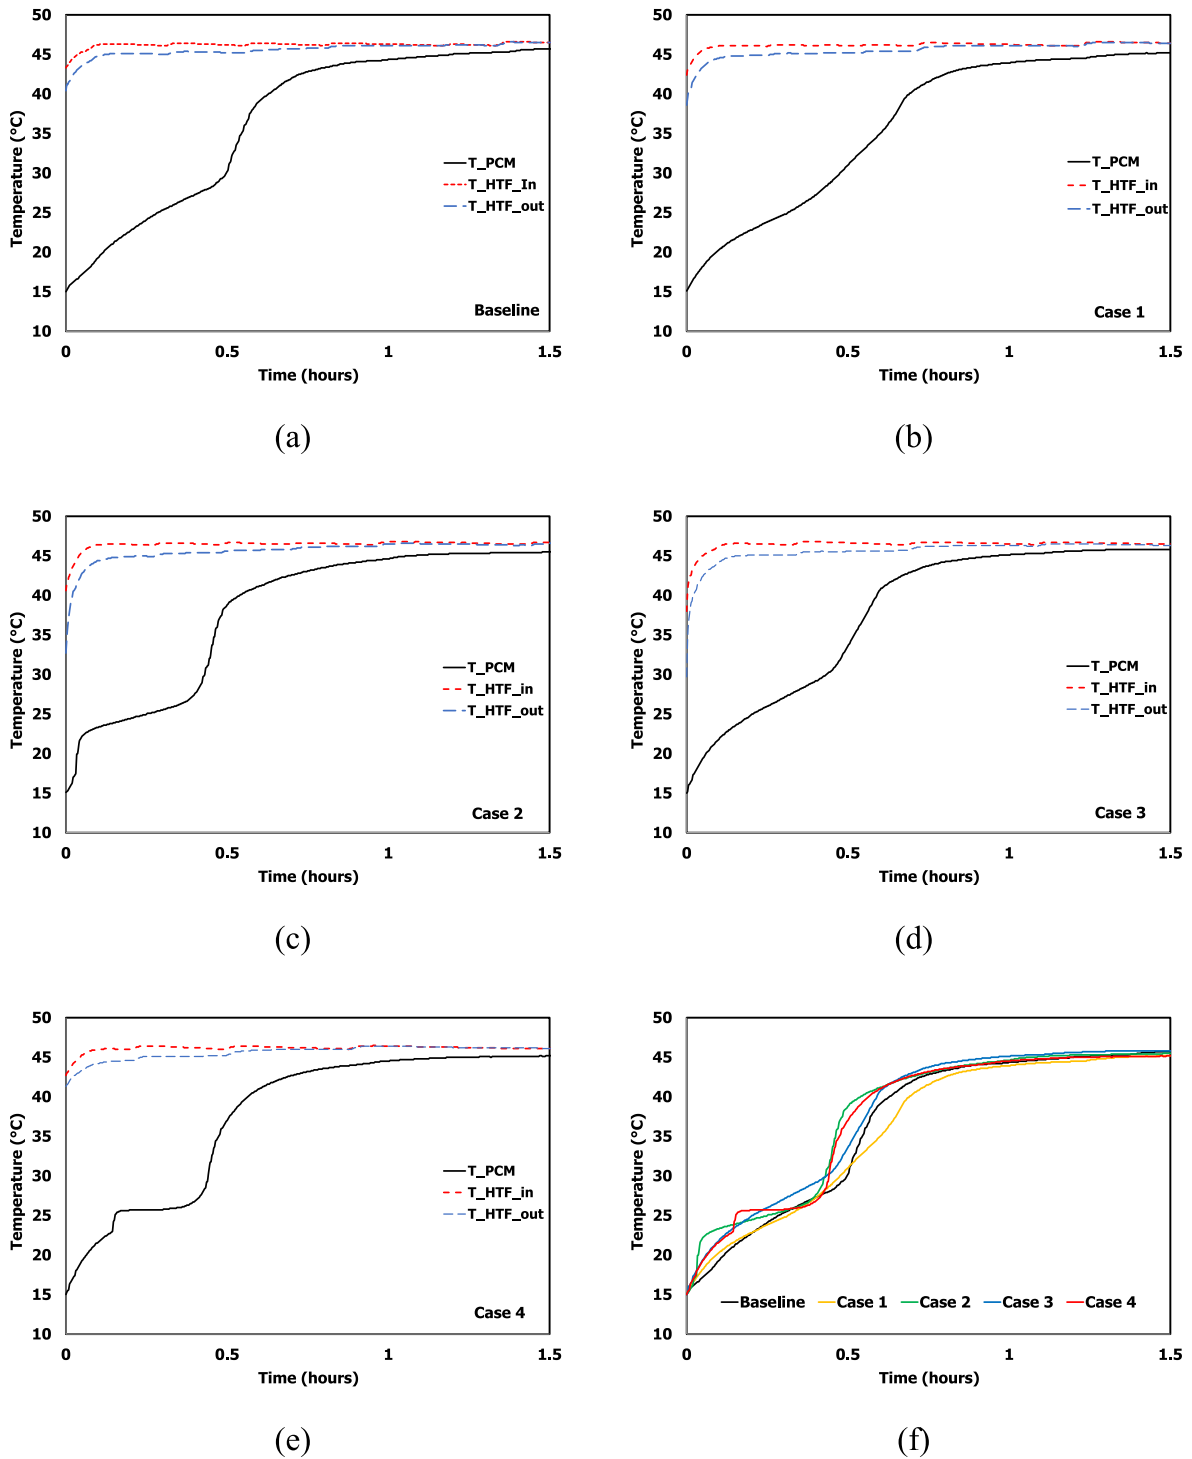 50
45
40
35
30
25
20
15
10
Temperature (°C)
T_PCM
T_HTF_In
T_HTF_out
Baseline
0 0.5 1 1.5
Time (hours)
(a)
50
45
40
35
30
25
20
15
10
Temperature (°C)
T_PCM
T_HTF_in
T_HTF_out
Case 1
0 0.5 1 1.5
Time (hours)
(b)
50
45
40
35
30
25
20
15
10
Temperature (°C)
T_PCM
T_HTF_in
T_HTF_out
Case 2
0 0.5 1 1.5
Time (hours)
(c)
50
45
40
35
30
25
20
15
10
Temperature (°C)
T_PCM
T_HTF_in
T_HTF_out
Case 3
0 0.5 1 1.5
Time (hours)
(d)
50
45
40
35
30
25
20
15
10
Temperature (°C)
T_PCM
T_HTF_in
T_HTF_out
Case 4
0 0.5 1 1.5
Time (hours)
(e)
50
45
40
35
30
25
20
15
10
Temperature (°C)
Baseline Case 1 Case 2 Case 3 Case 4
0 0.5 1 1.5
Time (hours)
(f)